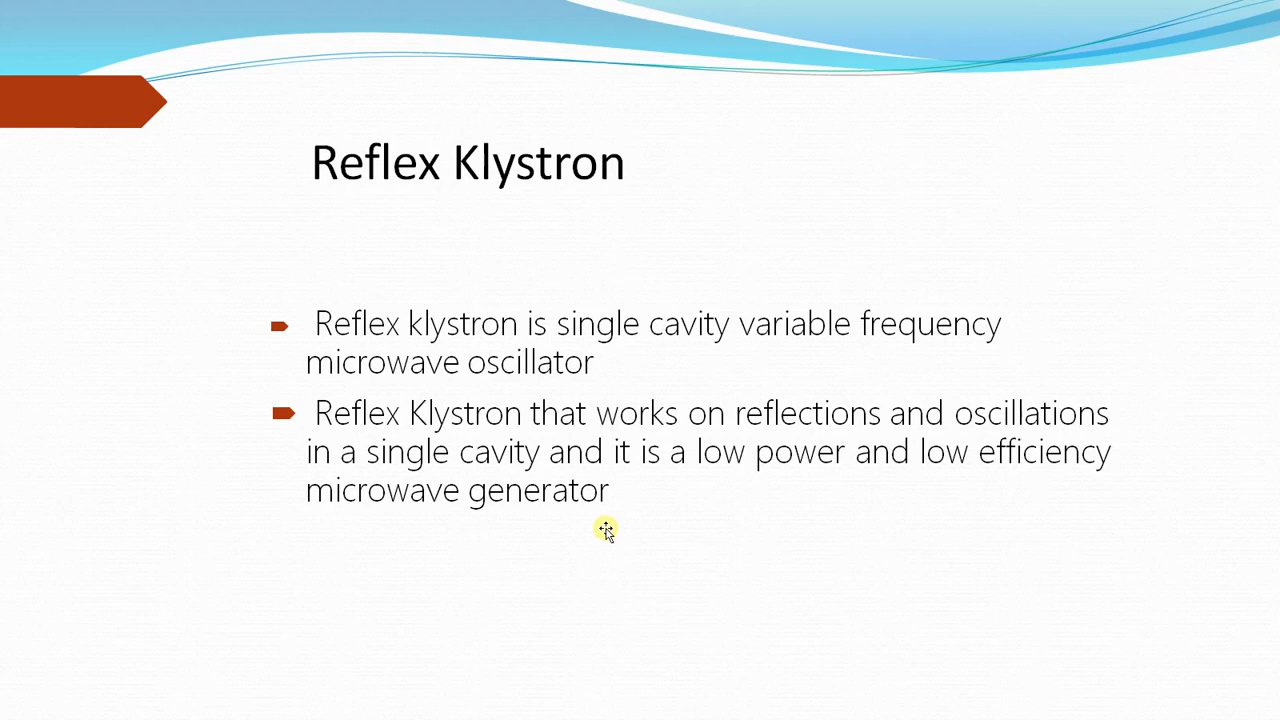 Reflex Klystron
Reflex klystron is single cavity variable frequency
microwave oscillator
Reflex Klystron that works on reflections and oscillations
in a single cavity and it is a low power and low efficiency
microwave generator